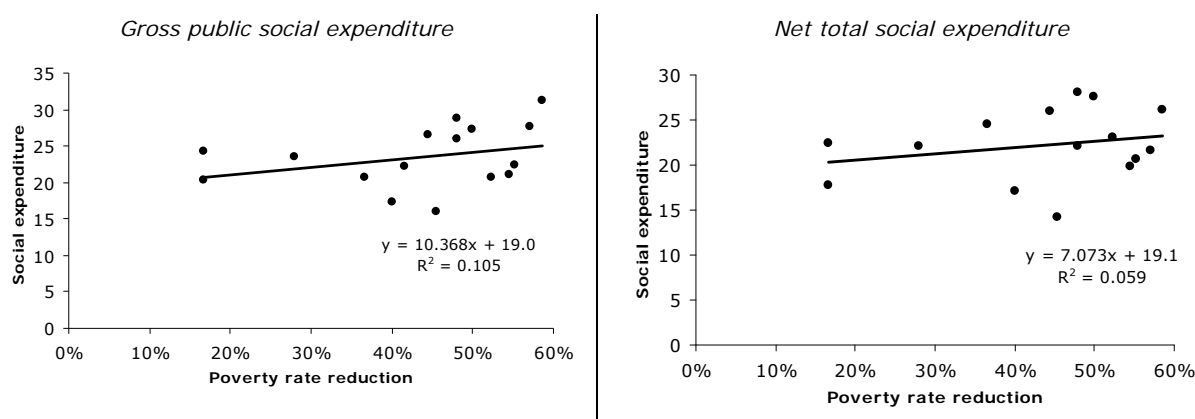 Gross public social expenditure
35
30
25
20
15
10
5
0
Social expenditure
y = 10.368x + 19.0
R² = 0.105
0% 10% 20% 30% 40% 50% 60%
Poverty rate reduction
Net total social expenditure
30
25
20
15
10
5
0
Social expenditure
y = 7.073x + 19.1
R² = 0.059
0% 10% 20% 30% 40% 50% 60%
Poverty rate reduction